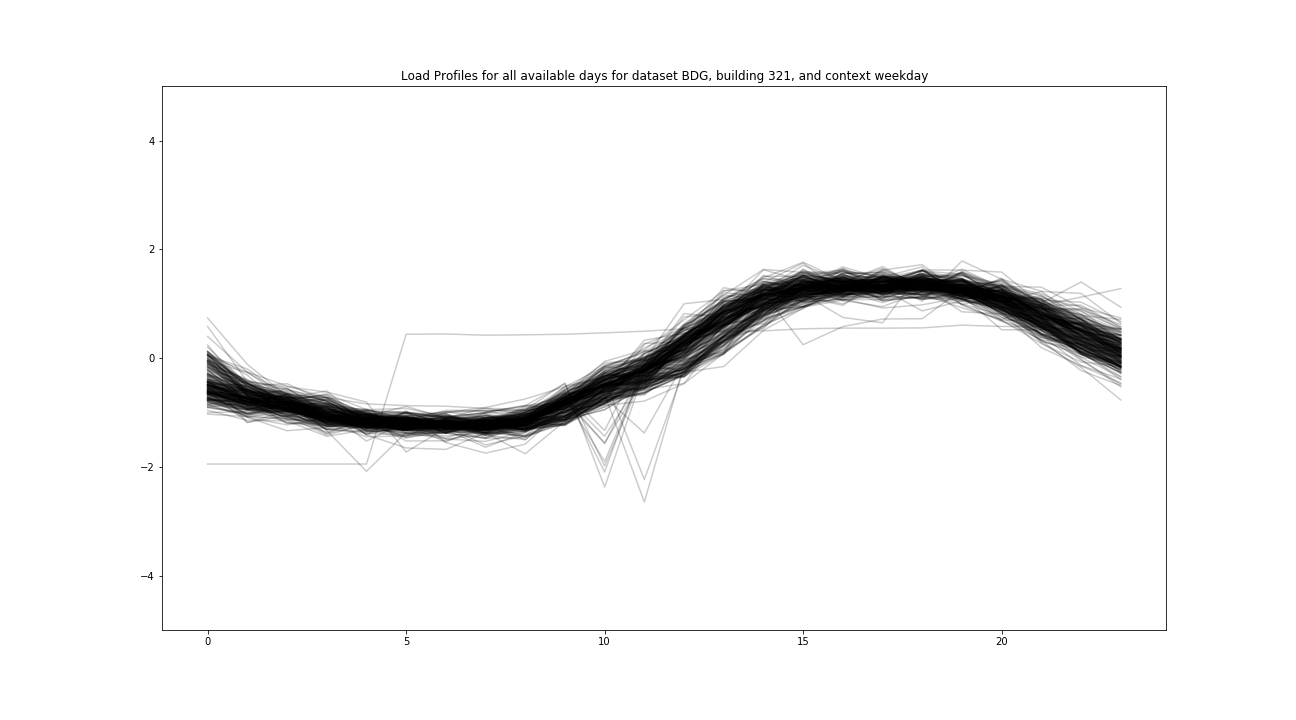 Load Profiles for all available days for dataset BDG, building 321, and context weekday
4
2
0
−2
−4
0 5 10 15 20